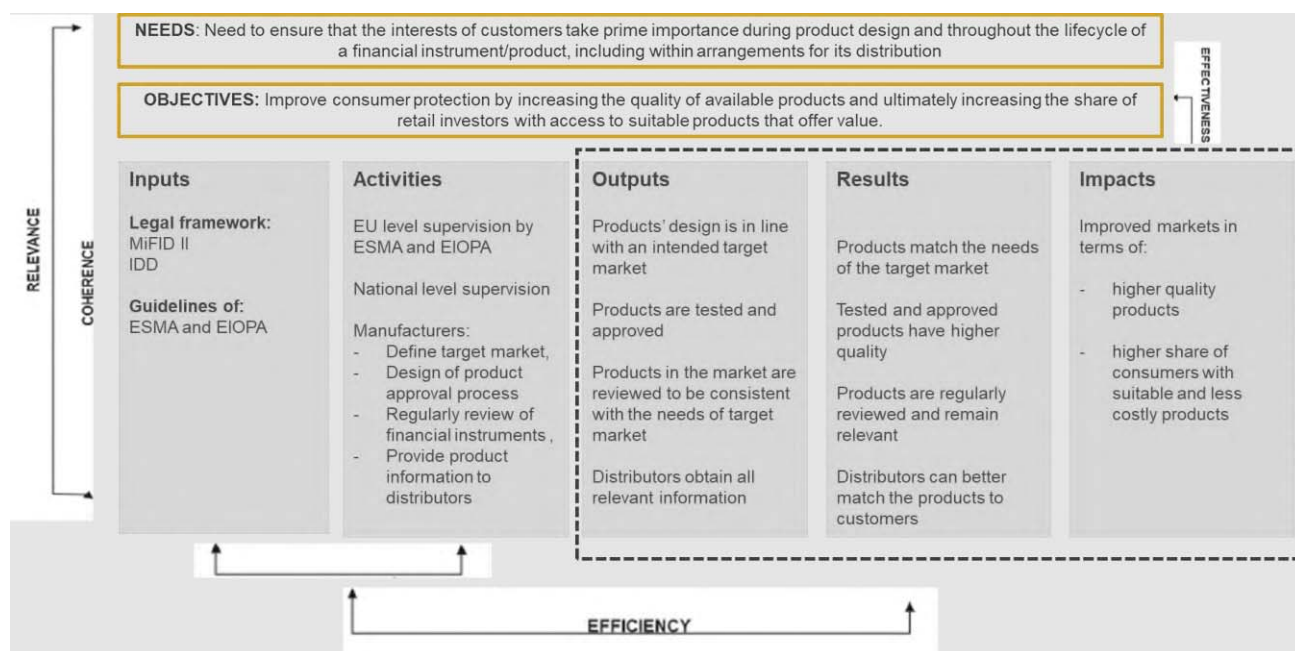 NEEDS: Need to ensure that the interests of customers take prime importance during product design and throughout the lifecycle of
a financial instrument/product, including within arrangements for its distribution
OBJECTIVES: Improve consumer protection by increasing the quality of available products and ultimately increasing the share of
retail investors with access to suitable products that offer value.
EFFECTIVENESS
RELEVANCE
COHERENCE
Inputs
Legal framework:
MiFID II
IDD
Guidelines of:
ESMA and EIOPA
Activities
EU level supervision by
ESMA and EIOPA
National level supervision
Manufacturers:
- Define target market,
- Design of product
approval process
- Regularly review of
financial instruments ,
- Provide product
information to
distributors
Outputs
Products' design is in line
with an intended target
market
Products are tested and
approved
Products in the market are
reviewed to be consistent
with the needs of target
market
Distributors obtain all
relevant information
Results
Products match the needs
of the target market
Tested and approved
products have higher
quality
Products are regularly
reviewed and remain
relevant
Distributors can better
match the products to
customers
Impacts
Improved markets in
terms of:
- higher quality
products
- higher share of
consumers with
suitable and less
costly products
EFFICIENCY